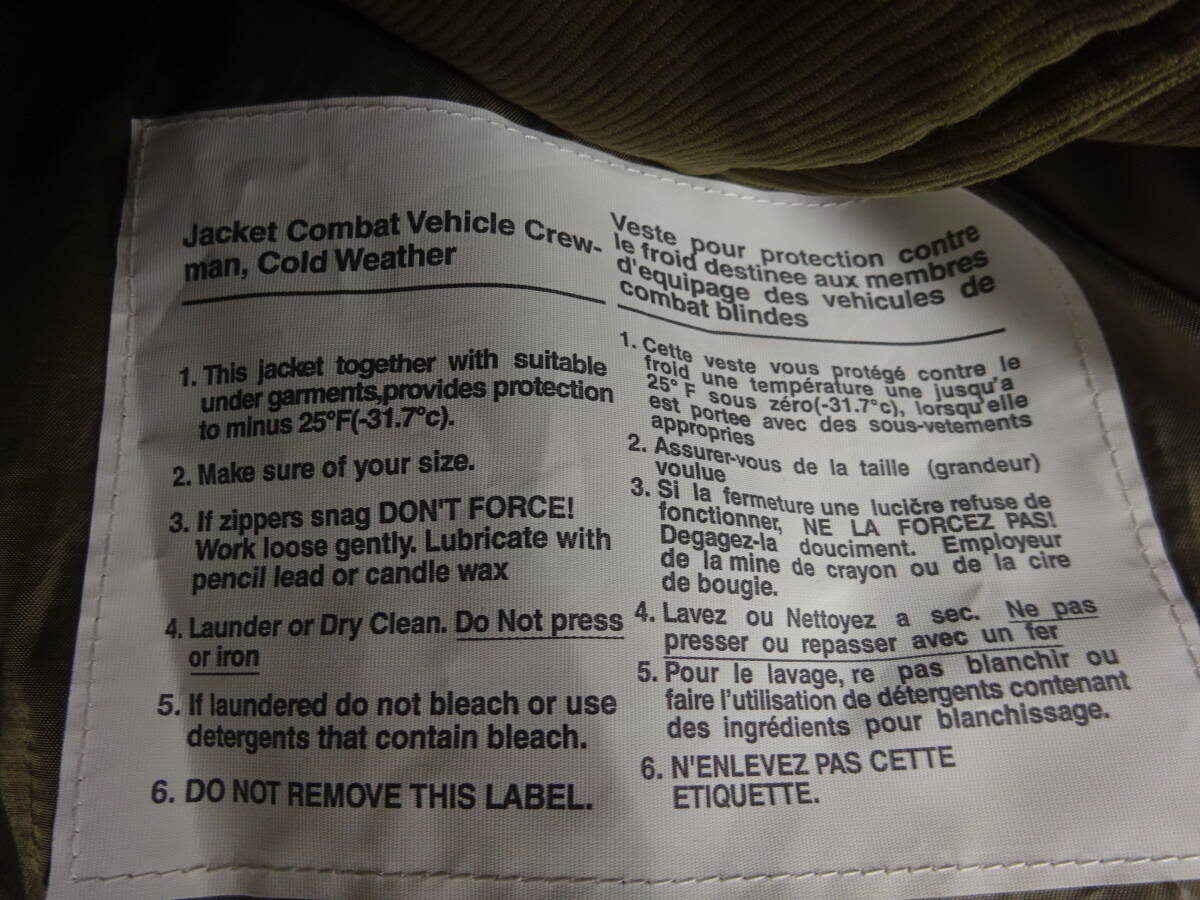 Jacket Combat Vehicle Crew-
man, Cold Weather
1. This jacket together with suitable
under garments,provides protection
to minus 25°F(-31.7°c).
2. Make sure of your size.
3. If zippers snag DON'T FORCE!
Work loose gently. Lubricate with
pencil lead or candle wax
4. Launder or Dry Clean. Do Not press
or iron
5. If laundered do not bleach or use
detergents that contain bleach.
6. DO NOT REMOVE THIS LABEL.
Veste pour protection contre
le froid destinee aux membres
d'equipage des vehicules de
combat blindes
1. Cette veste vous protégé contre le
froid une température une jusqu'a
25° F sous zéro(-31.7°c), lorsqu'elle
est portee avec des sous-vetements
appropries
2. Assurer-vous de la taille (grandeur)
voulue
3. Si la fermeture une lucičre refuse de
fonctionner, NE LA FORCEZ PAS!
Degagez-la douciment. Employeur
de la mine de crayon ou de la cire
de bougie.
4. Lavez ou Nettoyez a sec. Ne pas
presser ou repasser avec un fer
5. Pour le lavage, re pas blanchir ou
faire l'utilisation de détergents contenant
des ingrédients pour blanchissage.
6. N'ENLEVEZ PAS CETTE
ETIQUETTE.